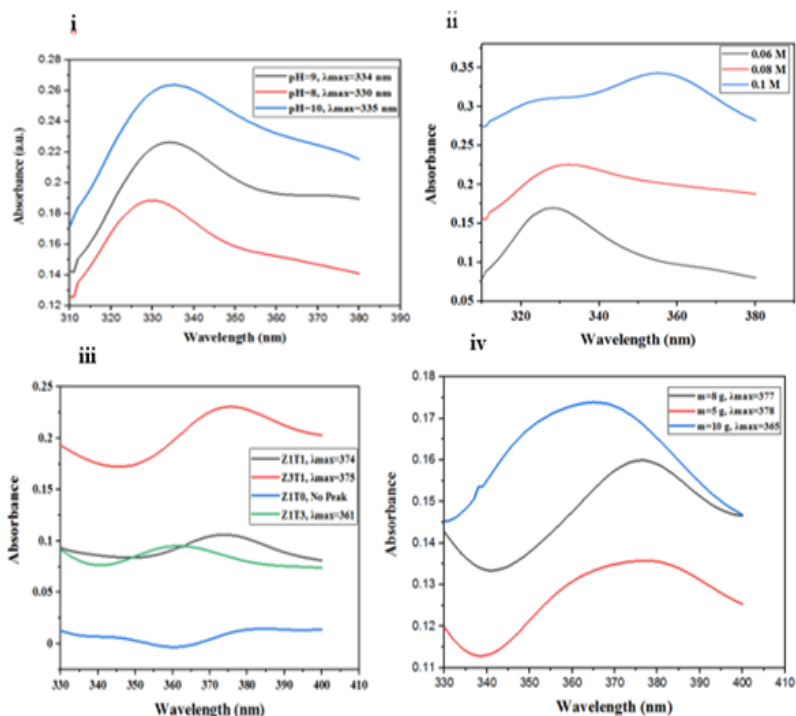 i
0.28
0.26
0.24
0.22
0.20
0.18
0.16
0.14
0.12
310
320
330
340
350
360
370
380
390
Absorbance (a.u.)
Wavelength (nm)
pH=9, λmax=334 nm
pH=8, λmax=330 nm
pH=10, λmax=335 nm
ii
0.35
0.3
0.25
0.2
0.15
0.1
0.05
320
340
360
380
Absorbance
Wavelength (nm)
0.06 M
0.08 M
0.1 M
iii
0.25
0.2
0.15
0.1
0.05
0
330
340
350
360
370
380
390
400
410
Absorbance
Wavelength (nm)
Z1T1, λmax=374
Z3T1, λmax=375
Z1T0, No Peak
Z1T3, λmax=361
iv
0.18
0.17
0.16
0.15
0.14
0.13
0.12
0.11
330
340
350
360
370
380
390
400
410
Absorbance
Wavelength (nm)
m=8 g, λmax=377
m=5 g, λmax=378
m=10 g, λmax=365